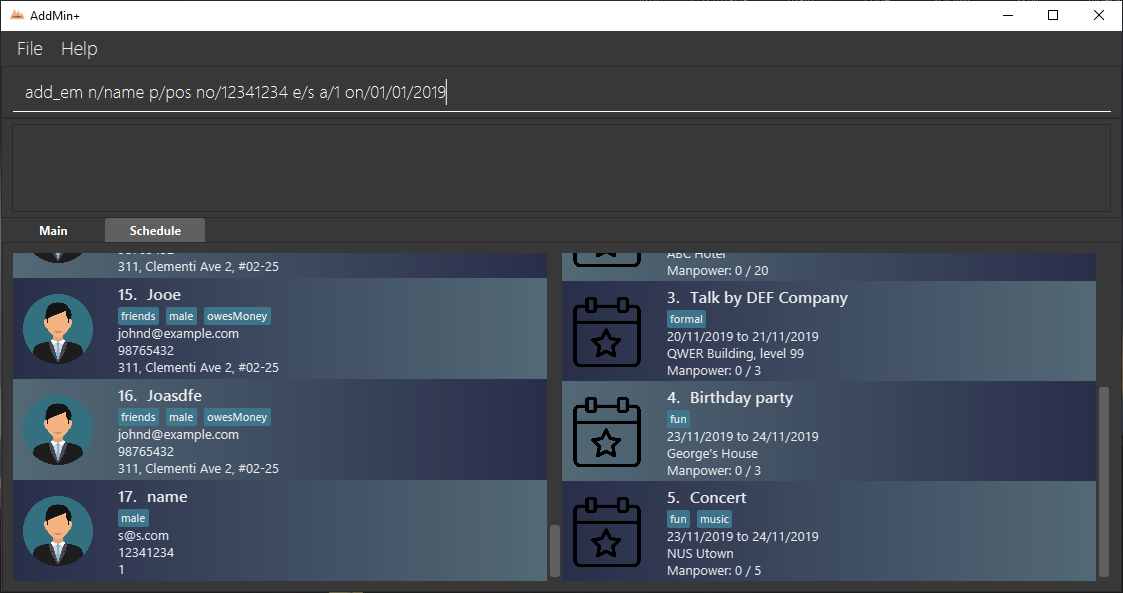 AddMin+
File Help
add_em n/name p/pos no/12341234 e/s a/1 on/01/01/2019
Main Schedule
98765432
311, Clementi Ave 2, #02-25
15. Jooe
friends male owesMoney
johnd@example.com
98765432
311, Clementi Ave 2, #02-25
16. Joasdfe
friends male owesMoney
johnd@example.com
98765432
311, Clementi Ave 2, #02-25
17. name
male
s@s.com
12341234
1
ABC Hotel
Manpower: 0 / 20
3. Talk by DEF Company
formal
20/11/2019 to 21/11/2019
QWER Building, level 99
Manpower: 0 / 3
4. Birthday party
fun
23/11/2019 to 24/11/2019
George's House
Manpower: 0 / 3
5. Concert
fun music
23/11/2019 to 24/11/2019
NUS Utown
Manpower: 0 / 5